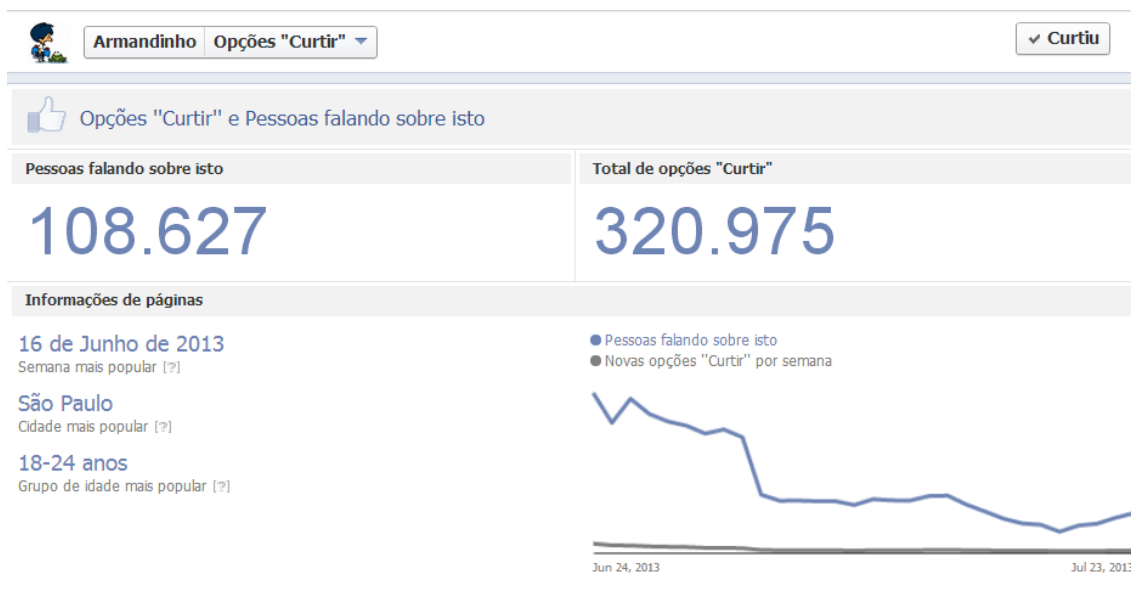 Armandinho Opções "Curtir"
Curtiu
Opções "Curtir" e Pessoas falando sobre isto
Pessoas falando sobre isto
108.627
Total de opções "Curtir"
320.975
Informações de páginas
16 de Junho de 2013
Semana mais popular [?]
São Paulo
Cidade mais popular [?]
18-24 anos
Grupo de idade mais popular [?]
Pessoas falando sobre isto
Novas opções "Curtir" por semana
Jun 24, 2013
Jul 23, 2013